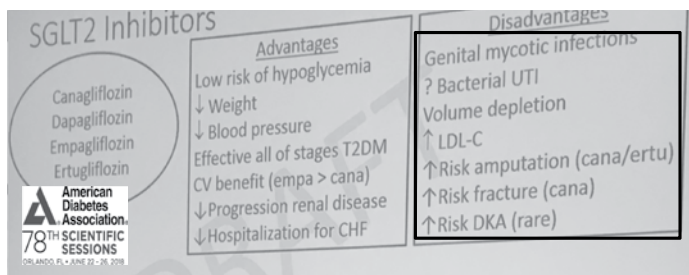 SGLT2 Inhibitors
Canagliflozin
Dapagliflozin
Empagliflozin
Ertugliflozin
American
Diabetes
Association®
78TH SCIENTIFIC
SESSIONS
ORLANDO, FL • JUNE 22 - 26, 2018
Advantages
Low risk of hypoglycemia
↓ Weight
↓ Blood pressure
Effective all of stages T2DM
CV benefit (empa > cana)
↓Progression renal disease
↓Hospitalization for CHF
Disadvantages
Genital mycotic infections
? Bacterial UTI
Volume depletion
↑ LDL-C
↑Risk amputation (cana/ertu)
↑Risk fracture (cana)
↑Risk DKA (rare)
DRAFT